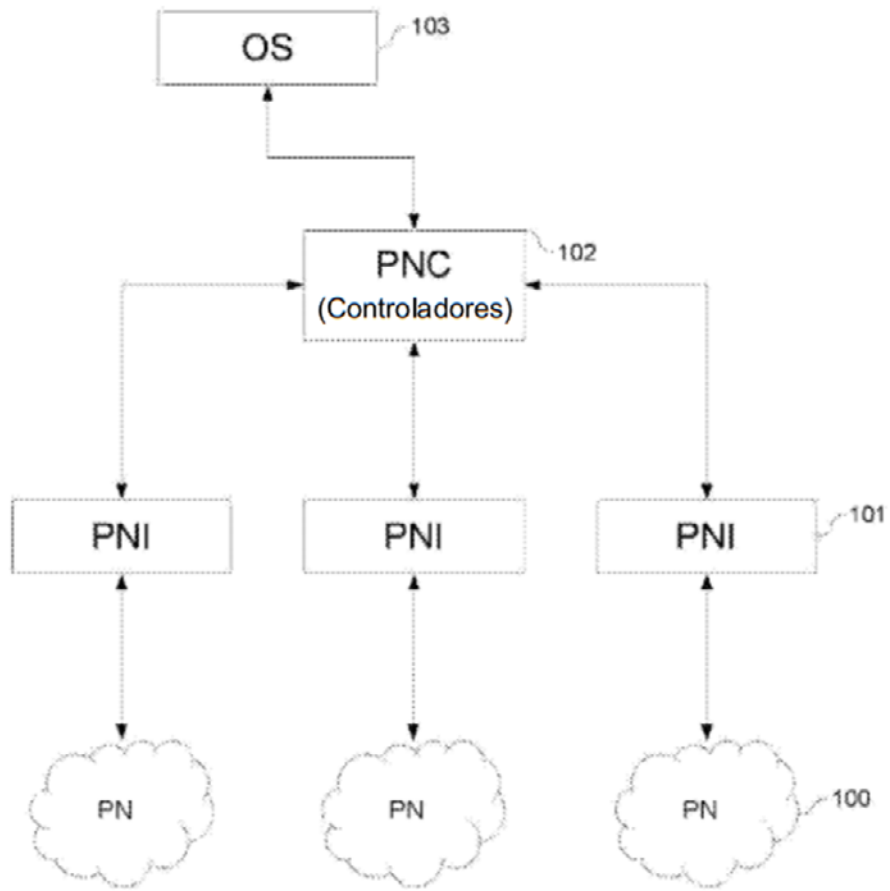 OS
103
PNC
(Controladores)
102
PNI
PNI
PNI
101
PN
PN
PN
100